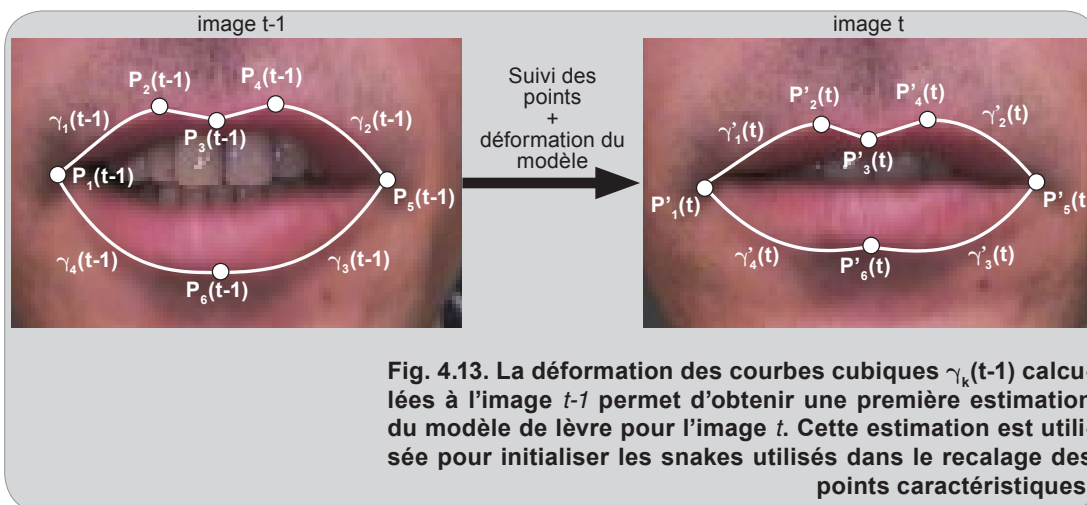 image t-1
image t
P2(t-1)
P4(t-1)
γ1(t-1)
γ2(t-1)
P3(t-1)
P1(t-1)
P5(t-1)
γ4(t-1)
γ3(t-1)
P6(t-1)
Suivi des
points
+
déformation du
modèle
P'2(t)
P'4(t)
γ'1(t)
γ'2(t)
P'3(t)
P'1(t)
P'5(t
γ'4(t)
γ'3(t)
P'6(t)
Fig. 4.13. La déformation des courbes cubiques γk(t-1) calcu-
lées à l'image t-1 permet d'obtenir une première estimation
du modèle de lèvre pour l'image t. Cette estimation est utili-
sée pour initialiser les snakes utilisés dans le recalage des
points caractéristiques